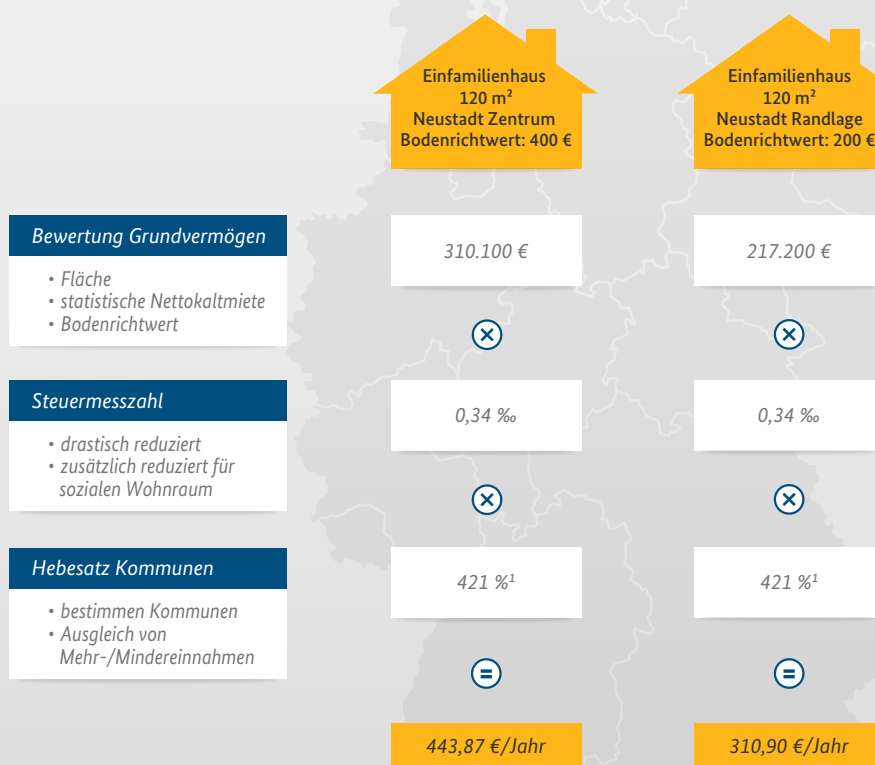 Einfamilienhaus
120 m²
Neustadt Zentrum
Bodenrichtwert: 400 €
Einfamilienhaus
120 m²
Neustadt Randlage
Bodenrichtwert: 200 €
Bewertung Grundvermögen
• Fläche
• statistische Nettokaltmiete
• Bodenrichtwert
310.100 €
217.200 €
Steuermesszahl
• drastisch reduziert
• zusätzlich reduziert für
sozialen Wohnraum
0,34 ‰
0,34 ‰
Hebesatz Kommunen
• bestimmen Kommunen
• Ausgleich von
Mehr-/Mindereinnahmen
421 %¹
421 %¹
443,87 €/Jahr
310,90 €/Jahr